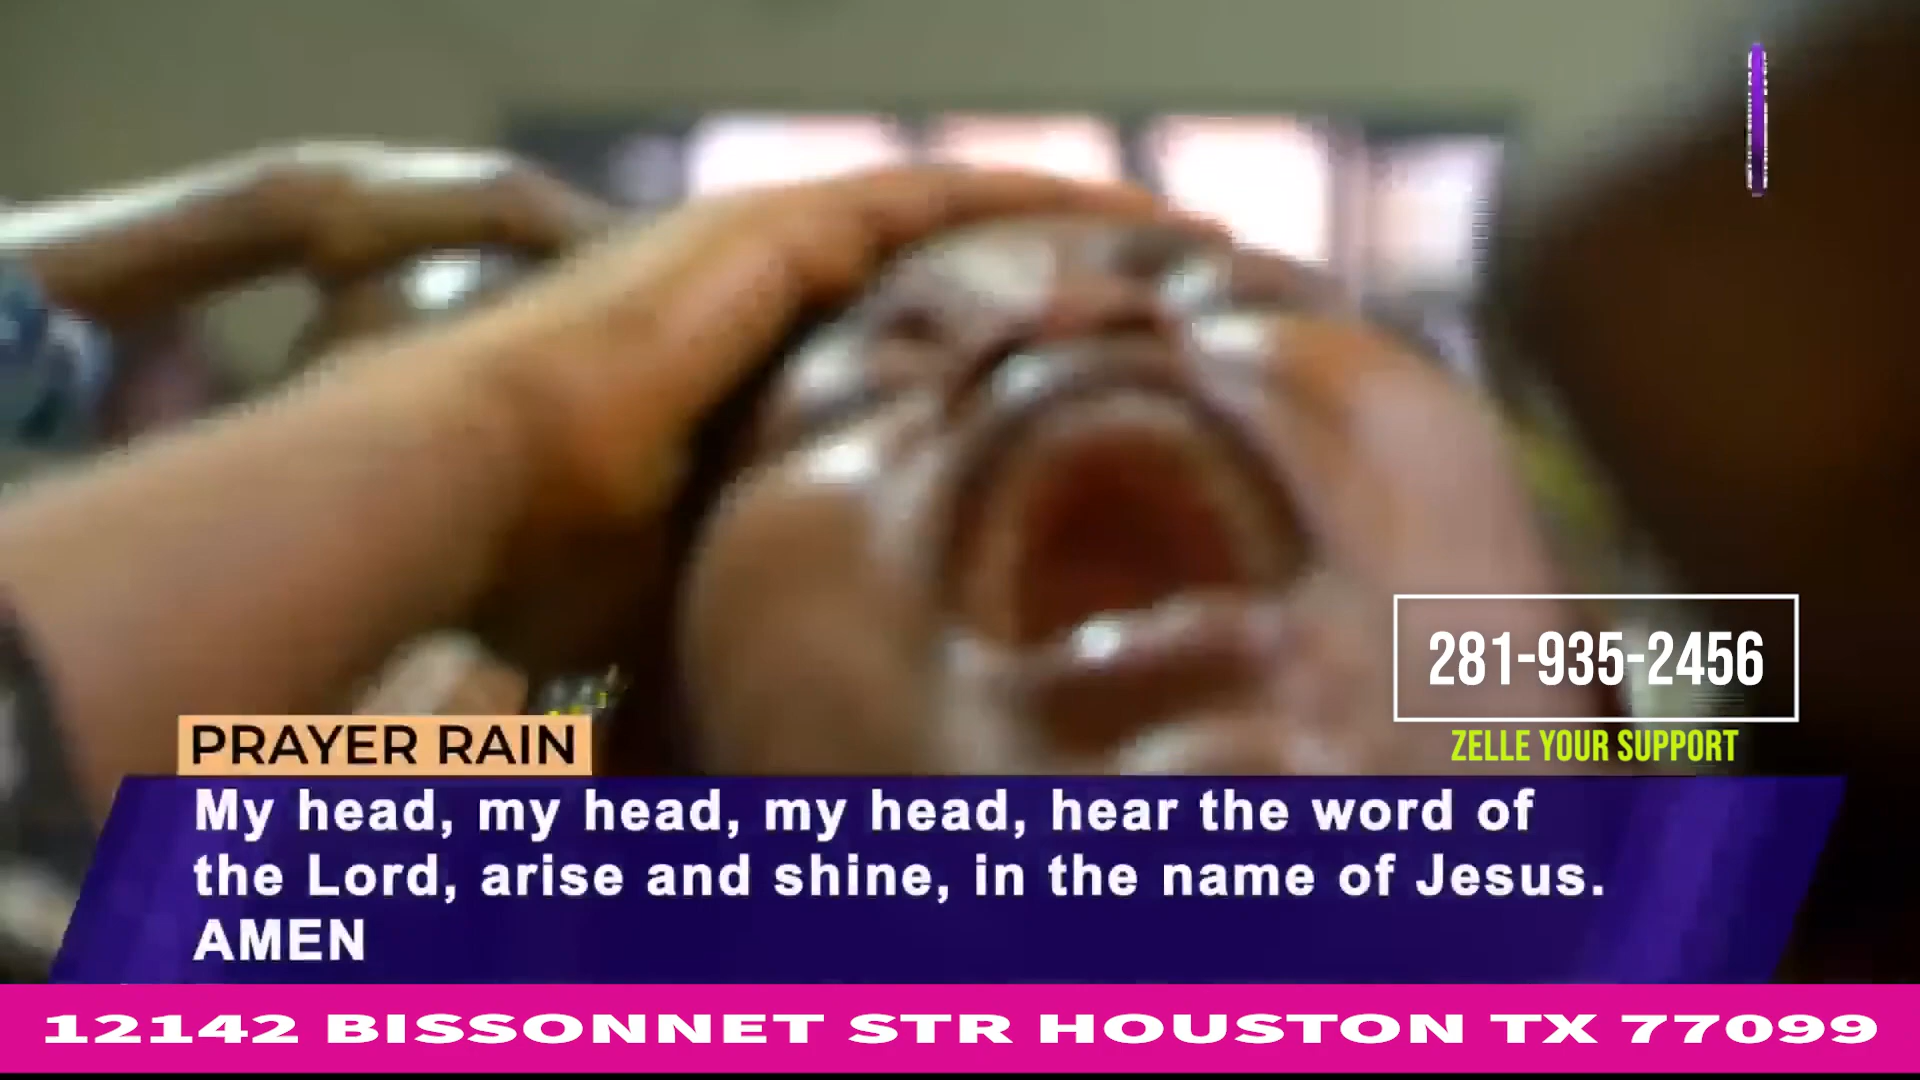 281-935-2456
ZELLE YOUR SUPPORT
PRAYER RAIN
My head, my head, my head, hear the word of
the Lord, arise and shine, in the name of Jesus.
AMEN
12142 BISSONNET STR HOUSTON TX 77099